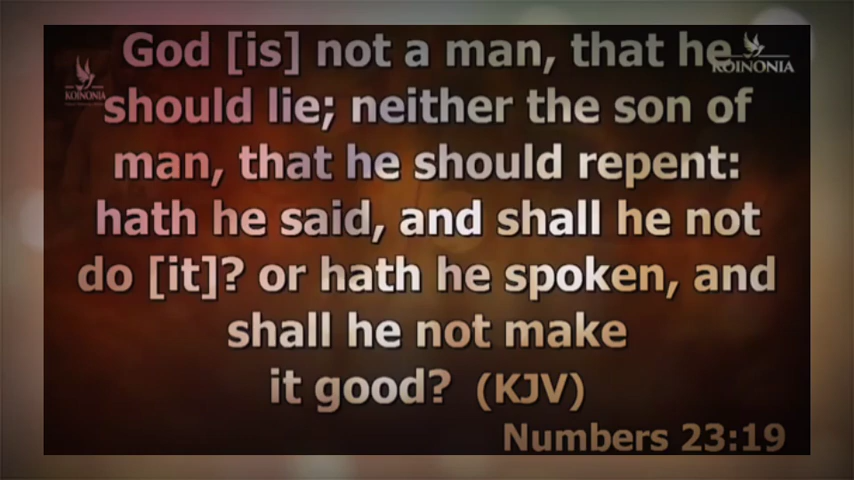 God [is] not a man, that he
KOINONIA
KOINONIA
should lie; neither the son of
man, that he should repent:
hath he said, and shall he not
do [it]? or hath he spoken, and
shall he not make
it good? (KJV)
Numbers 23:19